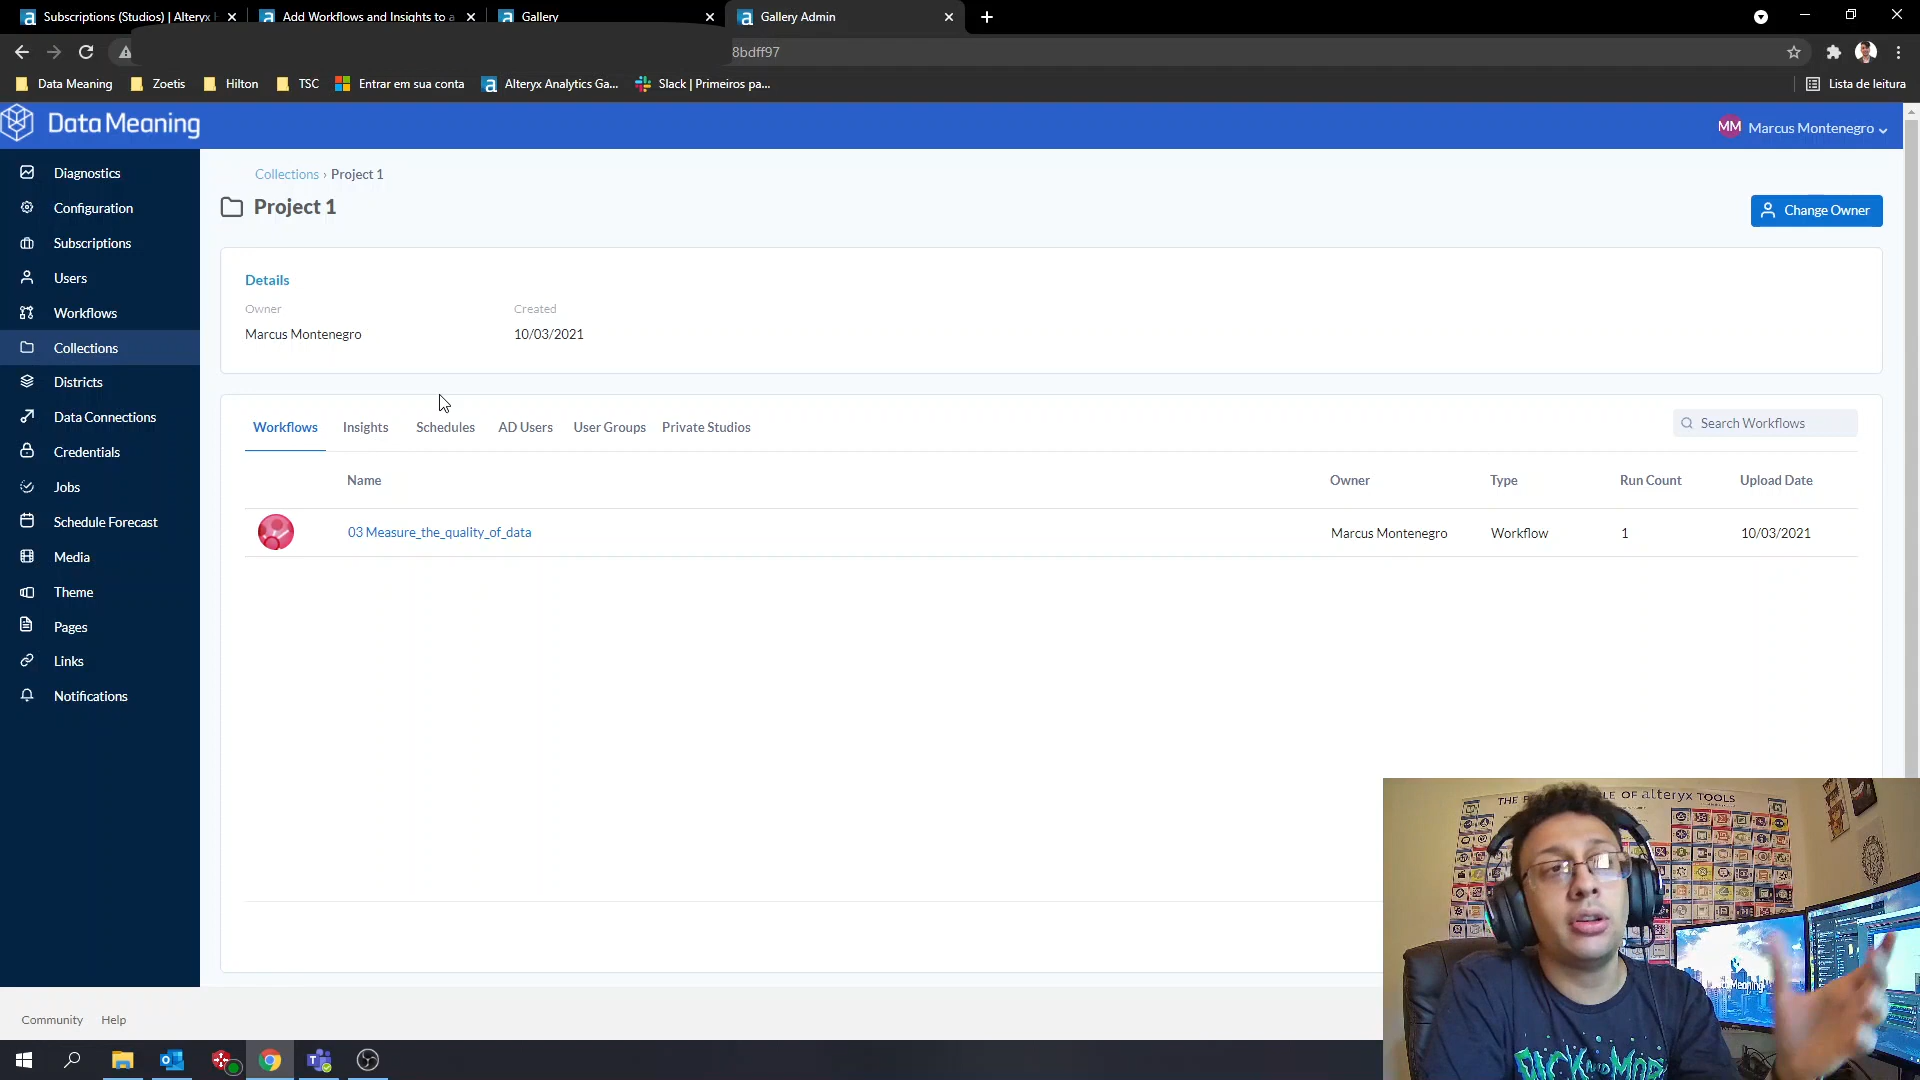 Subscriptions (Studios) | Alteryx
Add Workflows and Insights to a
Gallery
Gallery Admin
8bdff97
Data Meaning
Zoetis
Hilton
TSC
Entrar em sua conta
Alteryx Analytics Ga...
Slack | Primeiros pa...
Lista de leitura
Data Meaning
MM Marcus Montenegro
Diagnostics
Configuration
Subscriptions
Users
Workflows
Collections
Districts
Data Connections
Credentials
Jobs
Schedule Forecast
Media
Theme
Pages
Links
Notifications
Collections › Project 1
Project 1
Change Owner
Details
Owner
Created
Marcus Montenegro
10/03/2021
Workflows
Insights
Schedules
AD Users
User Groups
Private Studios
Search Workflows
Name
Owner
Type
Run Count
Upload Date
03 Measure_the_quality_of_data
Marcus Montenegro
Workflow
1
10/03/2021
THE
OF alteryx TOOLS
Community
Help